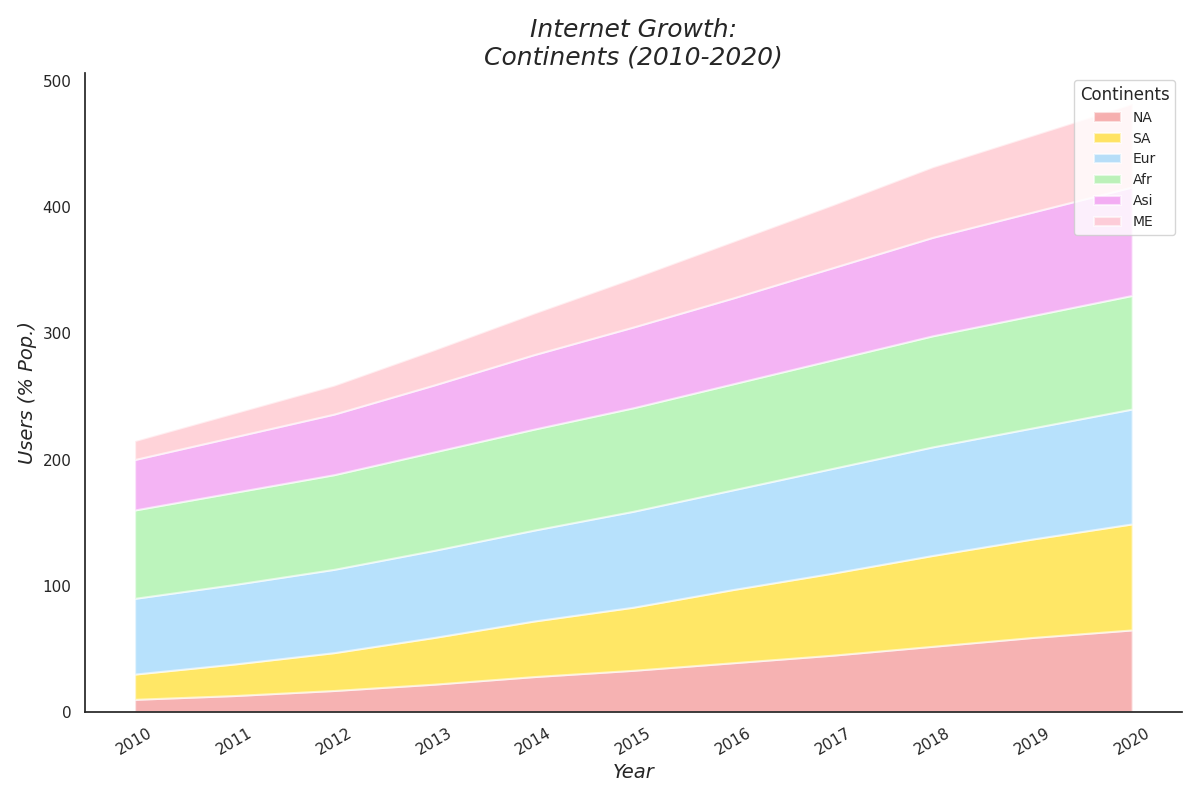 Internet Growth:
Continents (2010-2020)
500
400
300
200
100
0
Users (% Pop.)
Continents
NA
SA
Eur
Afr
Asi
ME
2010
2011
2012
2013
2014
2015
2016
2017
2018
2019
2020
Year